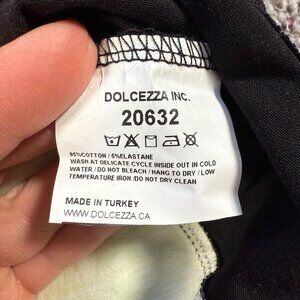 DOLCEZZA INC.
20632
95%COTTON / 5%ELASTANE
WASH AT DELICATE CYCLE INSIDE OUT IN COLD
WATER / DO NOT BLEACH / HANG TO DRY / LOW
TEMPERATURE IRON / DO NOT DRY CLEAN
MADE IN TURKEY
WWW.DOLCEZZA.CA